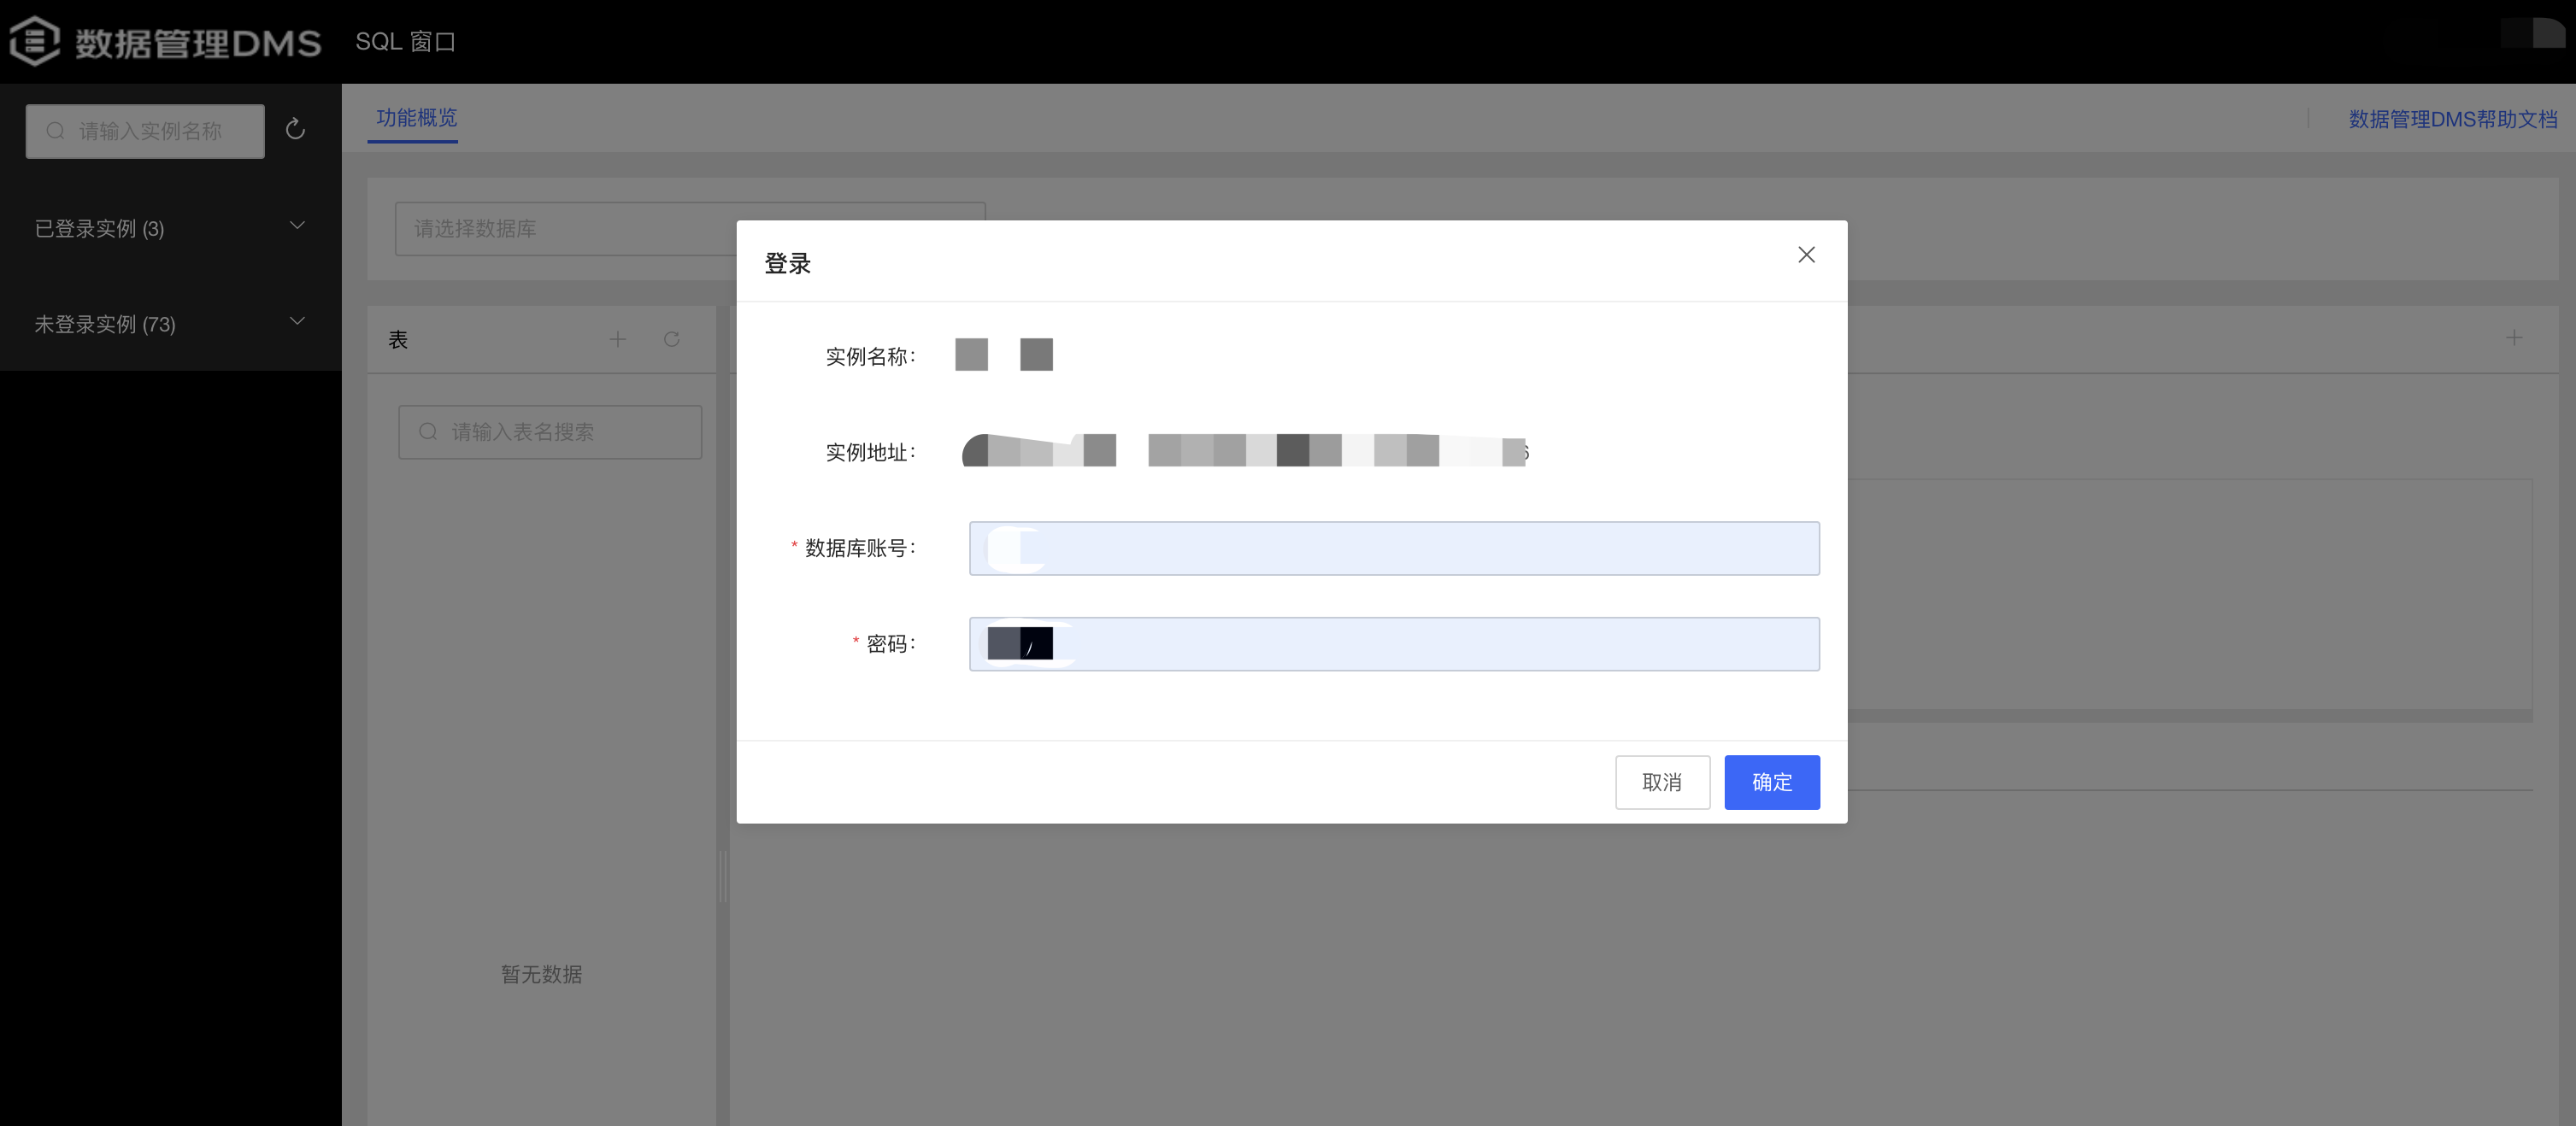 数据管理DMS
SQL 窗口
请输入实例名称
已登录实例 (3)
未登录实例 (73)
功能概览
数据管理DMS帮助文档
请选择数据库
表
请输入表名搜索
暂无数据
登录
实例名称：
实例地址：
* 数据库账号：
* 密码：
取消
确定